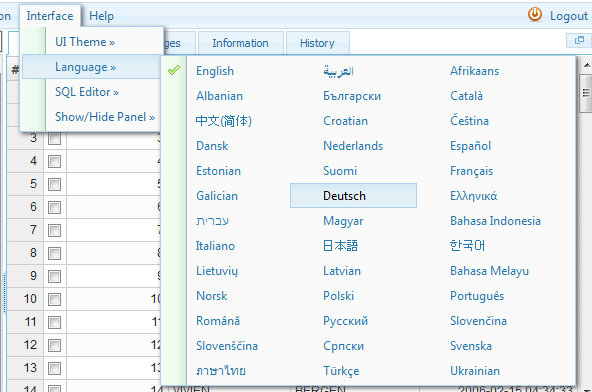 Interface Help Logout
UI Theme » Information History
Language »
SQL Editor »
Show/Hide Panel »
English العربية Afrikaans
Albanian Български Català
中文(简体) Croatian Čeština
Dansk Nederlands Español
Estonian Suomi Français
Galician Deutsch Ελληνικά
עברית Magyar Bahasa Indonesia
Italiano 日本語 한국어
Lietuvių Latvian Bahasa Melayu
Norsk Polski Português
Română Русский Slovenčina
Slovenščina Српски Svenska
ภาษาไทย Türkçe Ukrainian
#
3
4
5
6
7
8
9
10 10
11
12
13
14 VIVIEN BERGEN 2006-02-15 04:34:33